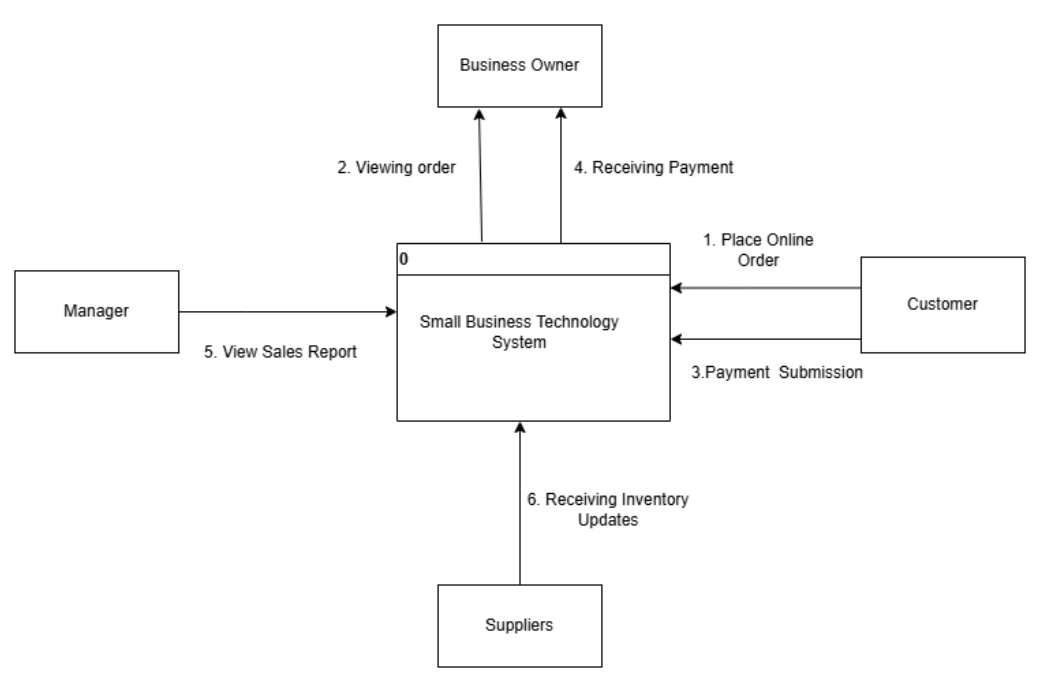 Business Owner
2. Viewing order
4. Receiving Payment
1. Place Online
Order
0
Manager
Customer
Small Business Technology
System
5. View Sales Report
3.Payment  Submission
6. Receiving Inventory
Updates
Suppliers